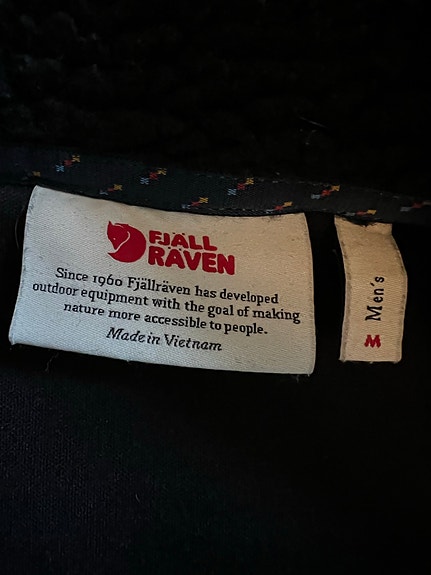 FJÄLL
RÄVEN
Since 1960 Fjällräven has developed
outdoor equipment with the goal of making
nature more accessible to people.
Made in Vietnam
Men's
M